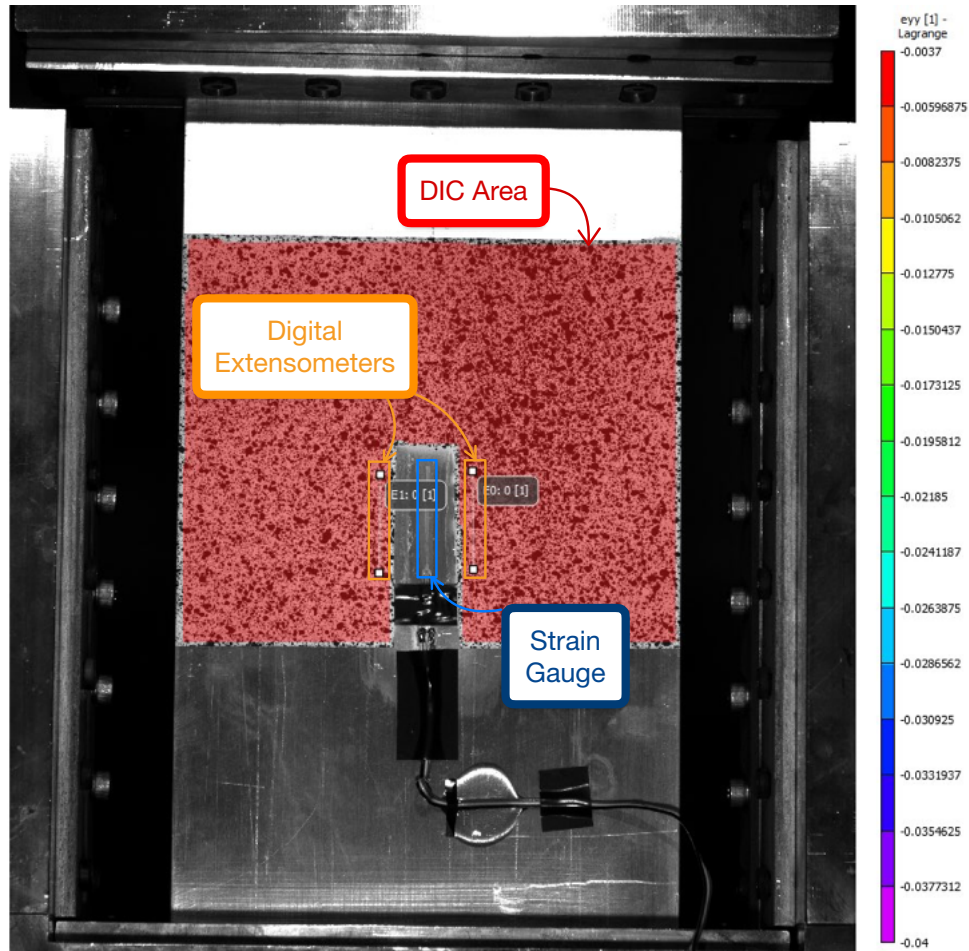 eyy [1] -
Lagrange
-0.0037
-0.00596875
-0.0082375
-0.0105062
-0.012775
-0.0150437
-0.0173125
-0.0195812
-0.02185
-0.0241187
-0.0263875
-0.0286562
-0.030925
-0.0331937
-0.0354625
-0.0377312
-0.04
DIC Area
Digital
Extensometers
E1: 0 [1]
E0: 0 [1]
Strain
Gauge